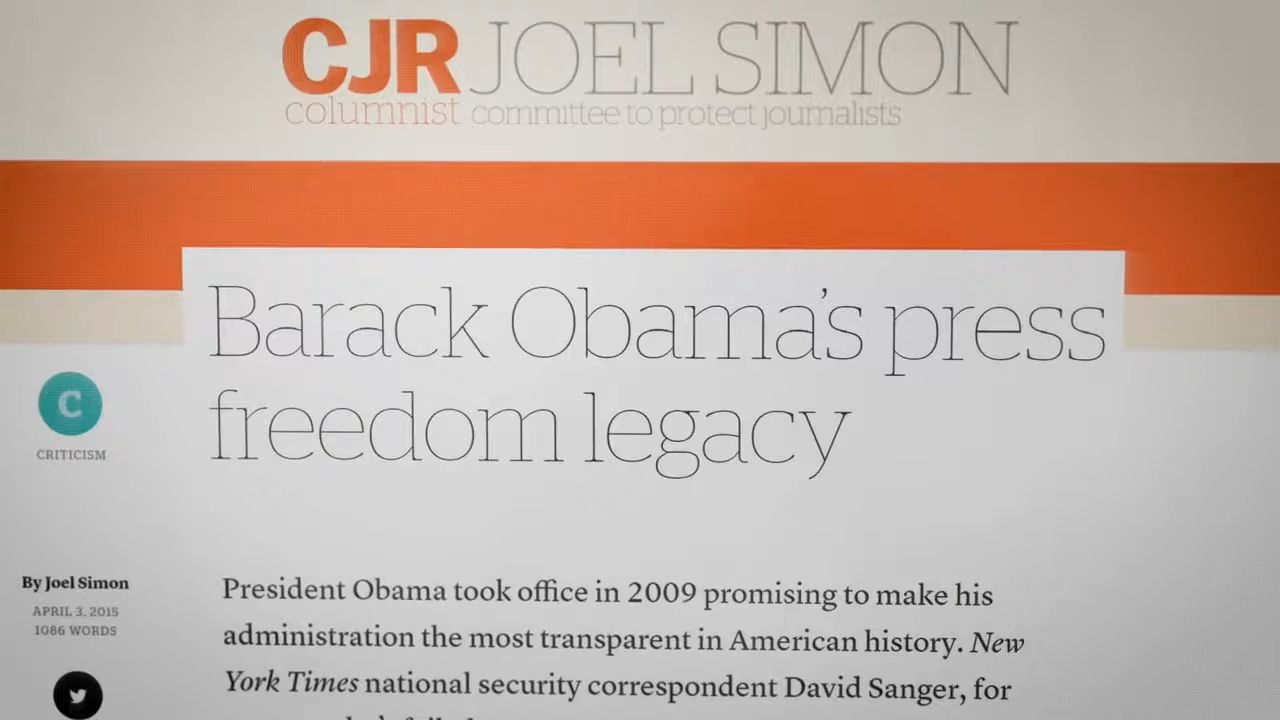 CJR JOEL SIMON
columnist committee to protect journalists
Barack Obama's press
freedom legacy
C
CRITICISM
By Joel Simon
APRIL 3, 2015
1086 WORDS
President Obama took office in 2009 promising to make his
administration the most transparent in American history. New
York Times national security correspondent David Sanger, for